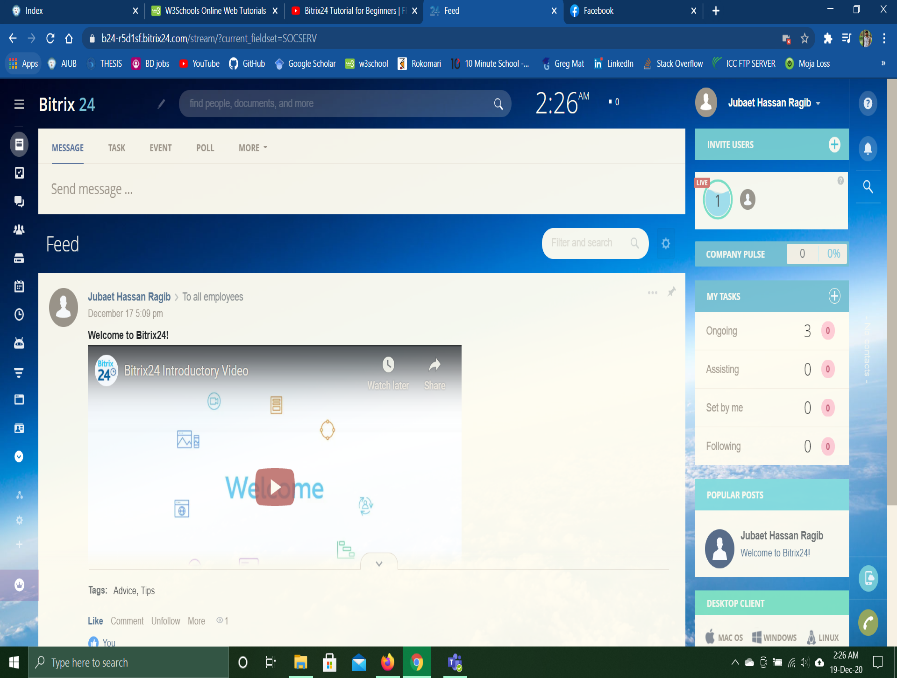 Index
W3Schools Online Web Tutorials
Bitrix24 Tutorial for Beginners | F
24 Feed
Facebook
b24-r5d1sf.bitrix24.com/stream/?current_fieldset=SOCSERV
Apps AIUB THESIS BD jobs YouTube GitHub Google Scholar w3school Rokomari 10 Minute School -... Greg Mat LinkedIn Stack Overflow ICC FTP SERVER Moja Loss »
Bitrix 24
find people, documents, and more
2:26 AM
0
Jubaet Hassan Ragib
MESSAGE TASK EVENT POLL MORE
Send message ...
INVITE USERS
LIVE
1
COMPANY PULSE 0 0%
Feed
Filter and search
MY TASKS
Ongoing 3 0
Assisting 0 0
Set by me 0 0
Following 0 0
Jubaet Hassan Ragib > To all employees
December 17 5:09 pm
Welcome to Bitrix24!
Bitrix 24
Bitrix24 Introductory Video
Watch later
Share
Welcome
POPULAR POSTS
Jubaet Hassan Ragib
Welcome to Bitrix24!
Tags: Advice, Tips
Like Comment Unfollow More 1
You
DESKTOP CLIENT
MAC OS WINDOWS LINUX
Type here to search
2:26 AM
19-Dec-20